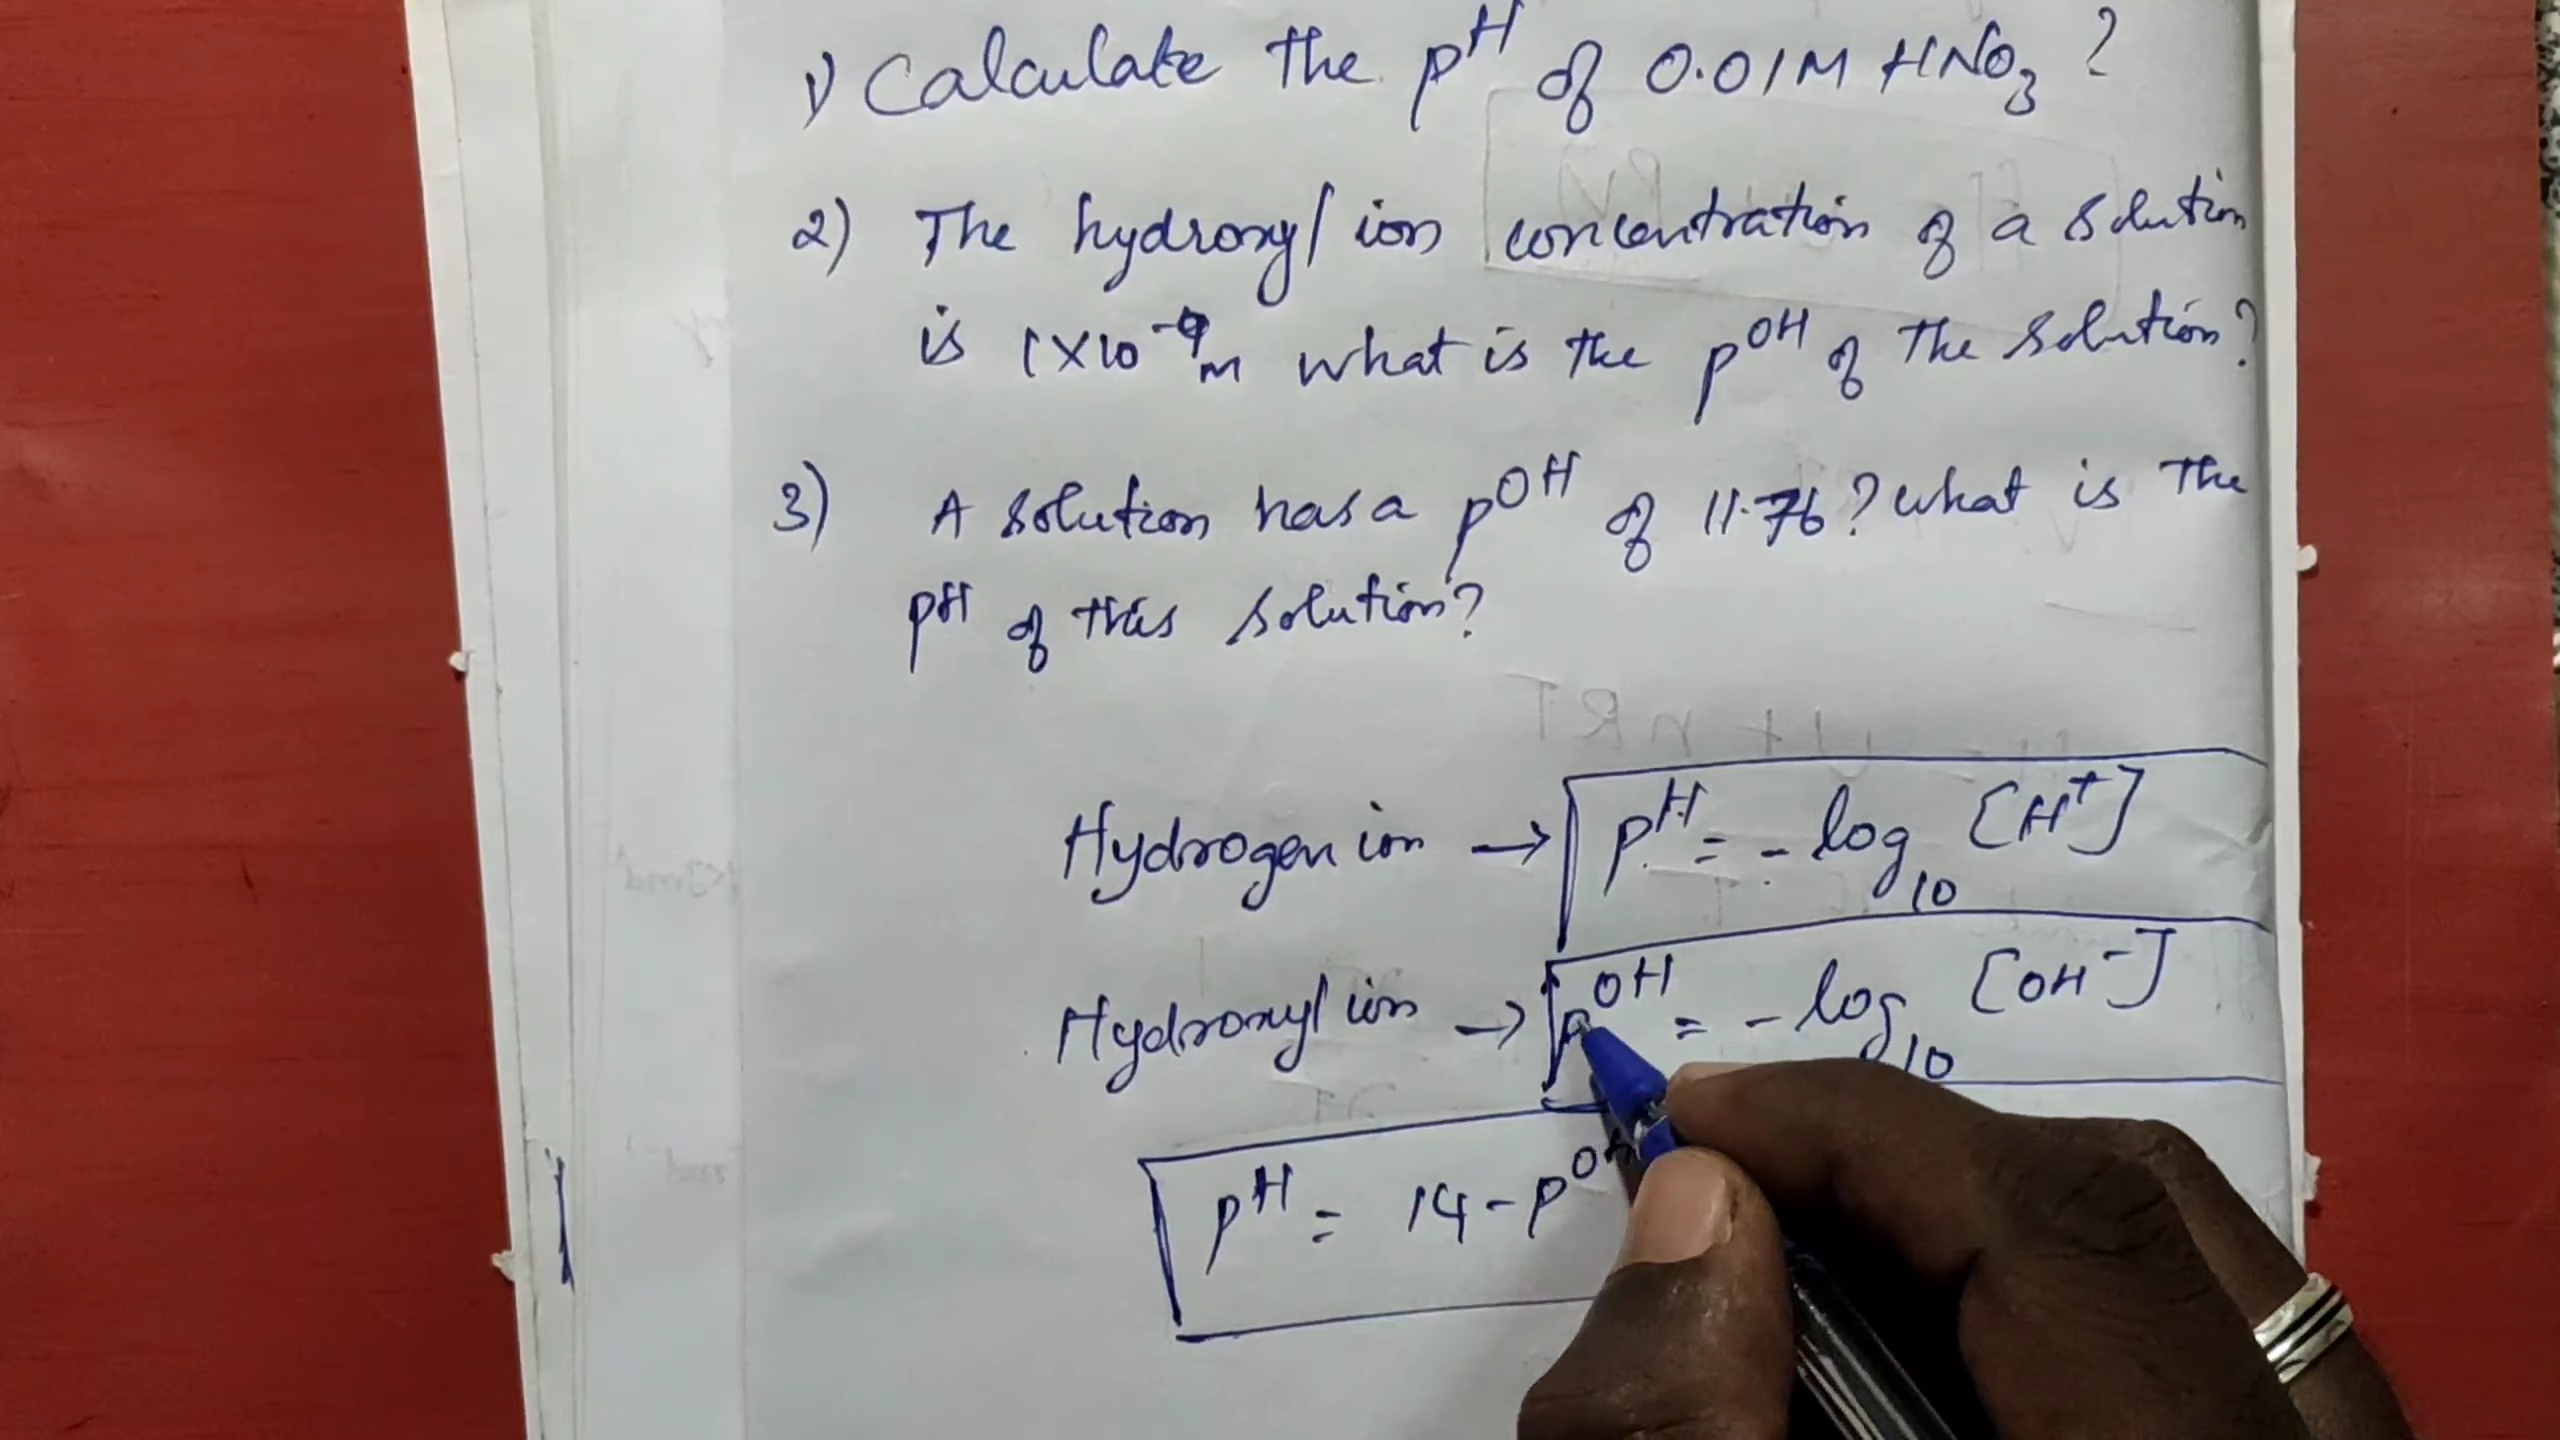 1) Calculate the pH of 0.01M HNO3?
2) The hydroxyl ion concentration of a solution
is 1×10^-9 M what is the pOH of the solution?
3) A solution has a pOH of 11.76? what is the
pH of this solution?
Hydrogen ion → pH = -log10 [H+]
Hydroxyl ion → pOH = -log10 [OH-]
pH = 14-pOH